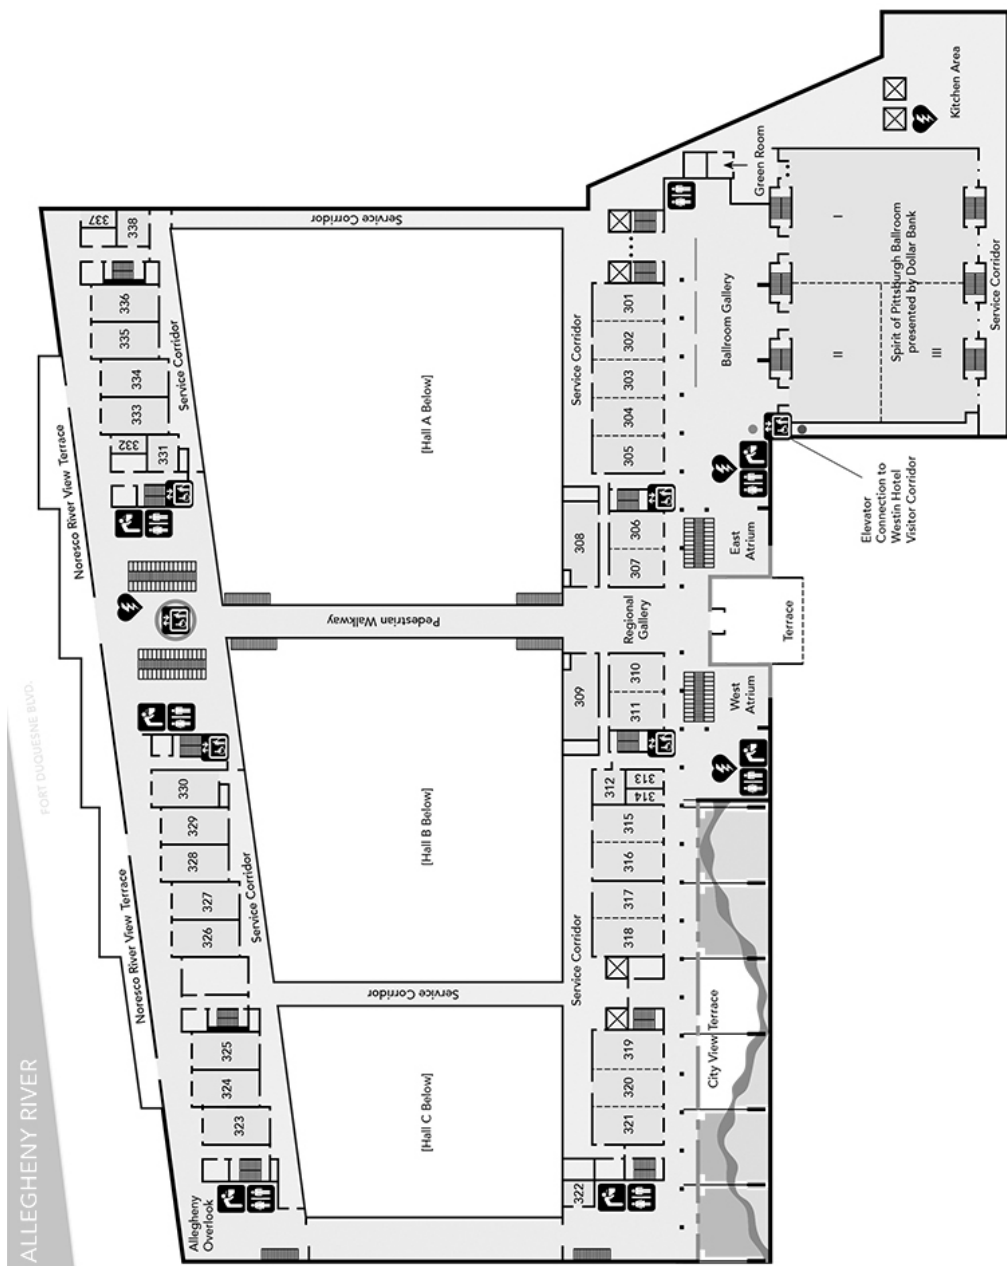 ALLEGHENY RIVER
FORT DUQUESNE BLVD.
Noresco River View Terrace
Noresco River View Terrace
Allegheny
Overlook
323
324
325
326
327
328
329
330
331
332
333
334
335
336
337
338
Service Corridor
Service Corridor
Service Corridor
Service Corridor
Pedestrian Walkway
[Hall C Below]
[Hall B Below]
[Hall A Below]
Service Corridor
Service Corridor
322
321
320
319
318
317
316
315
314
313
312
311
310
309
308
307
306
305
304
303
302
301
Regional
Gallery
City View Terrace
West
Atrium
East
Atrium
Terrace
Ballroom Gallery
Green Room
Elevator
Connection to
Westin Hotel
Visitor Corridor
I
II
III
Spirit of Pittsburgh Ballroom
presented by Dollar Bank
Service Corridor
Kitchen Area